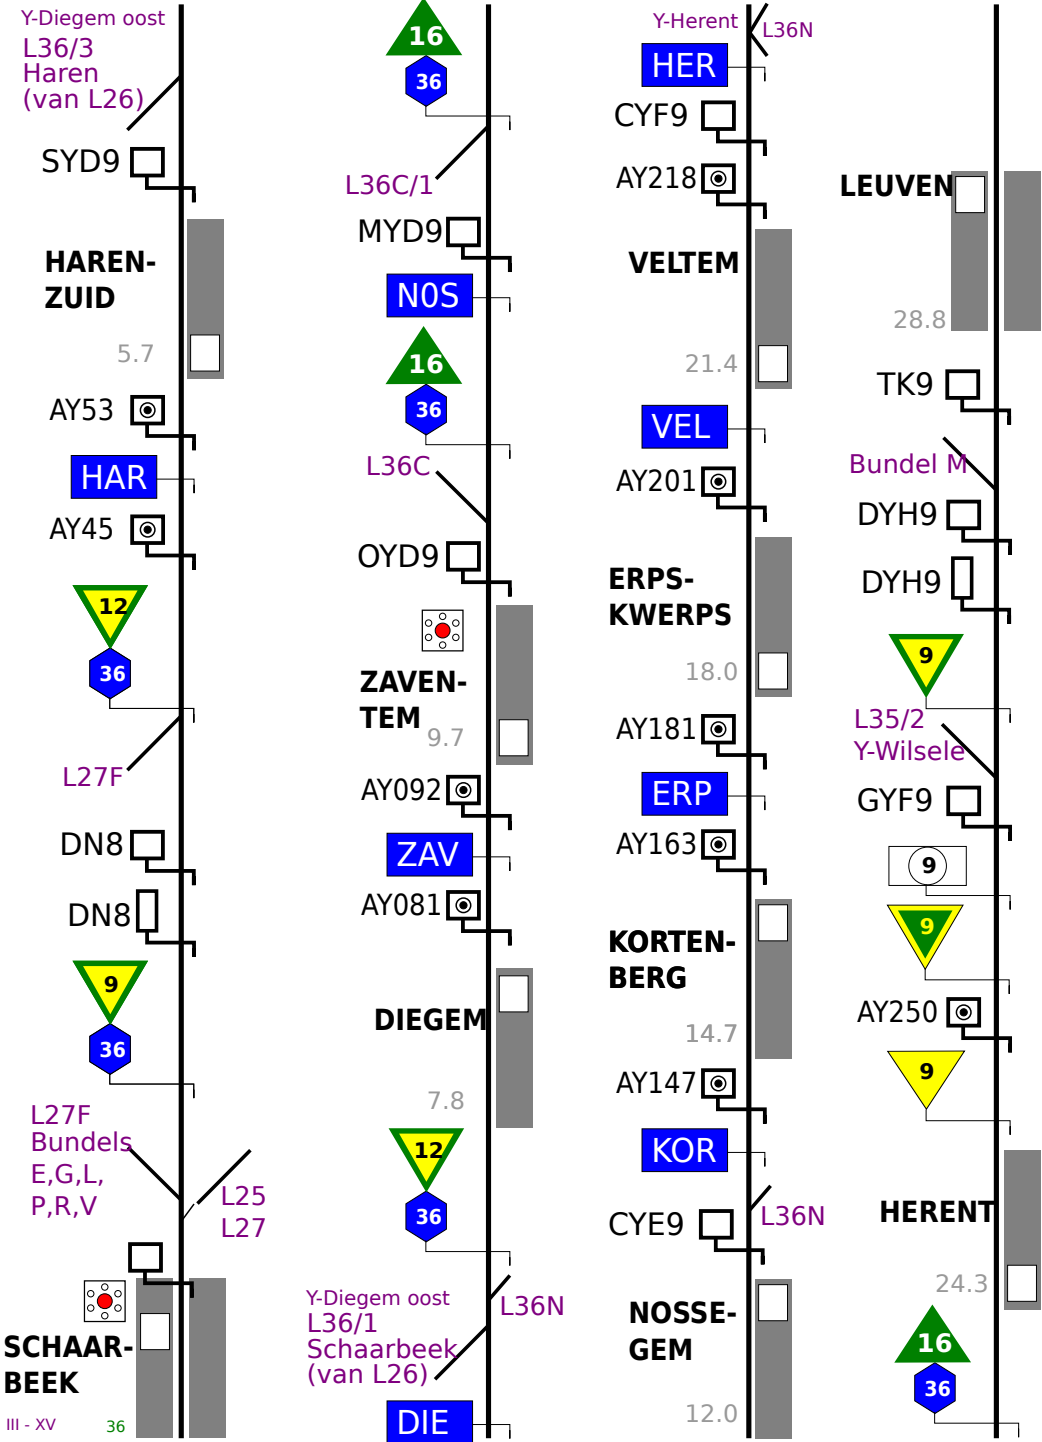 Y-Diegem oost
L36/3
Haren
(van L26)
SYD9
HAREN-
ZUID
5.7
AY53
HAR
AY45
12
36
L27F
DN8
DN8
9
36
L27F
Bundels
E,G,L,
P,R,V
L25
L27
SCHAAR-
BEEK
III - XV
36
16
36
L36C/1
MYD9
N0S
16
36
L36C
OYD9
ZAVEN-
TEM
9.7
AY092
ZAV
AY081
DIEGEM
7.8
12
36
Y-Diegem oost
L36N
L36/1
Schaarbeek
(van L26)
DIE
Y-Herent
L36N
HER
CYF9
AY218
VELTEM
21.4
VEL
AY201
ERPS-
KWERPS
18.0
AY181
ERP
AY163
KORTEN-
BERG
14.7
AY147
KOR
L36N
CYE9
NOSSE-
GEM
12.0
LEUVEN
28.8
TK9
Bundel M
DYH9
DYH9
9
L35/2
Y-Wilsele
GYF9
9
9
AY250
9
HERENT
24.3
16
36